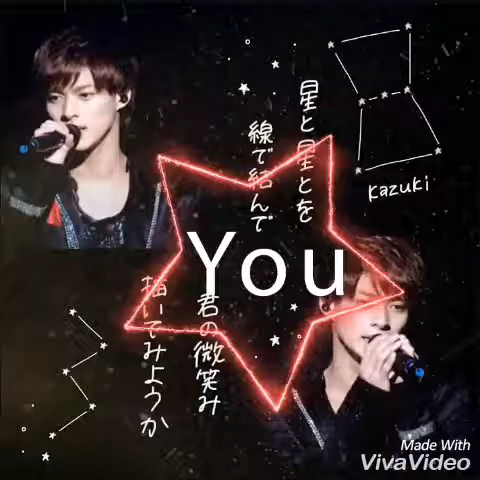 星と星とを
線で結んで
Kazuki
You
君の微笑み
描いてみようか
Made With
VivaVideo